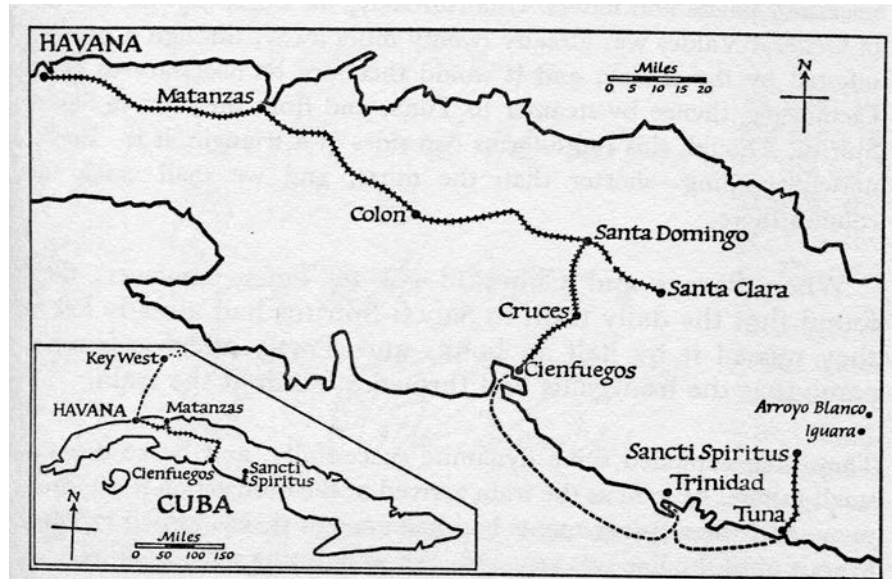 HAVANA
Matanzas
Miles
0 5 10 15 20
N
Colon
Santa Domingo
Santa Clara
Cruces
Cienfuegos
Arroyo Blanco
Iguara
Sancti Spiritus
Trinidad
Tuna
Key West
HAVANA
Matanzas
Cienfuegos
Sancti
Spiritus
CUBA
N
Miles
0 50 100 150